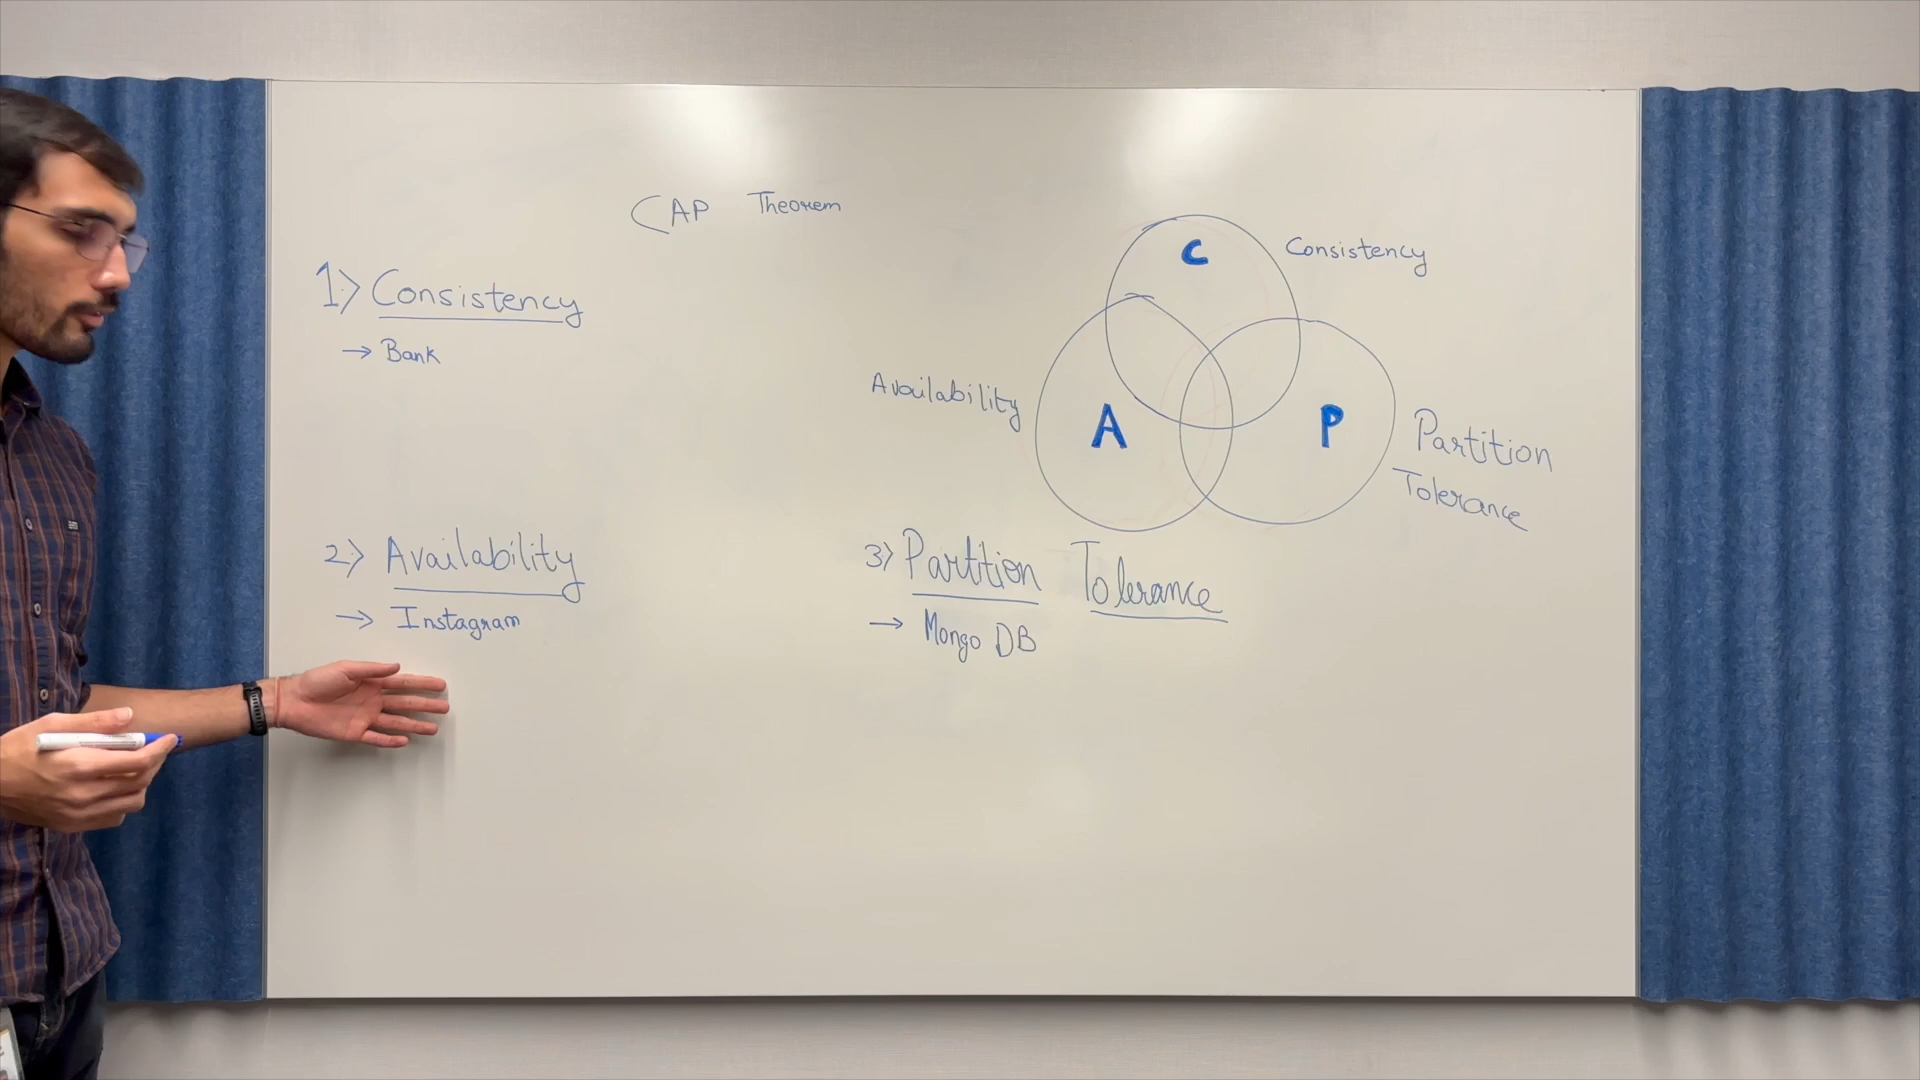 CAP Theorem
1) Consistency
→ Bank
C
Consistency
Availability
A
P
Partition
Tolerance
2) Availability
→ Instagram
3) Partition Tolerance
→ Mongo DB